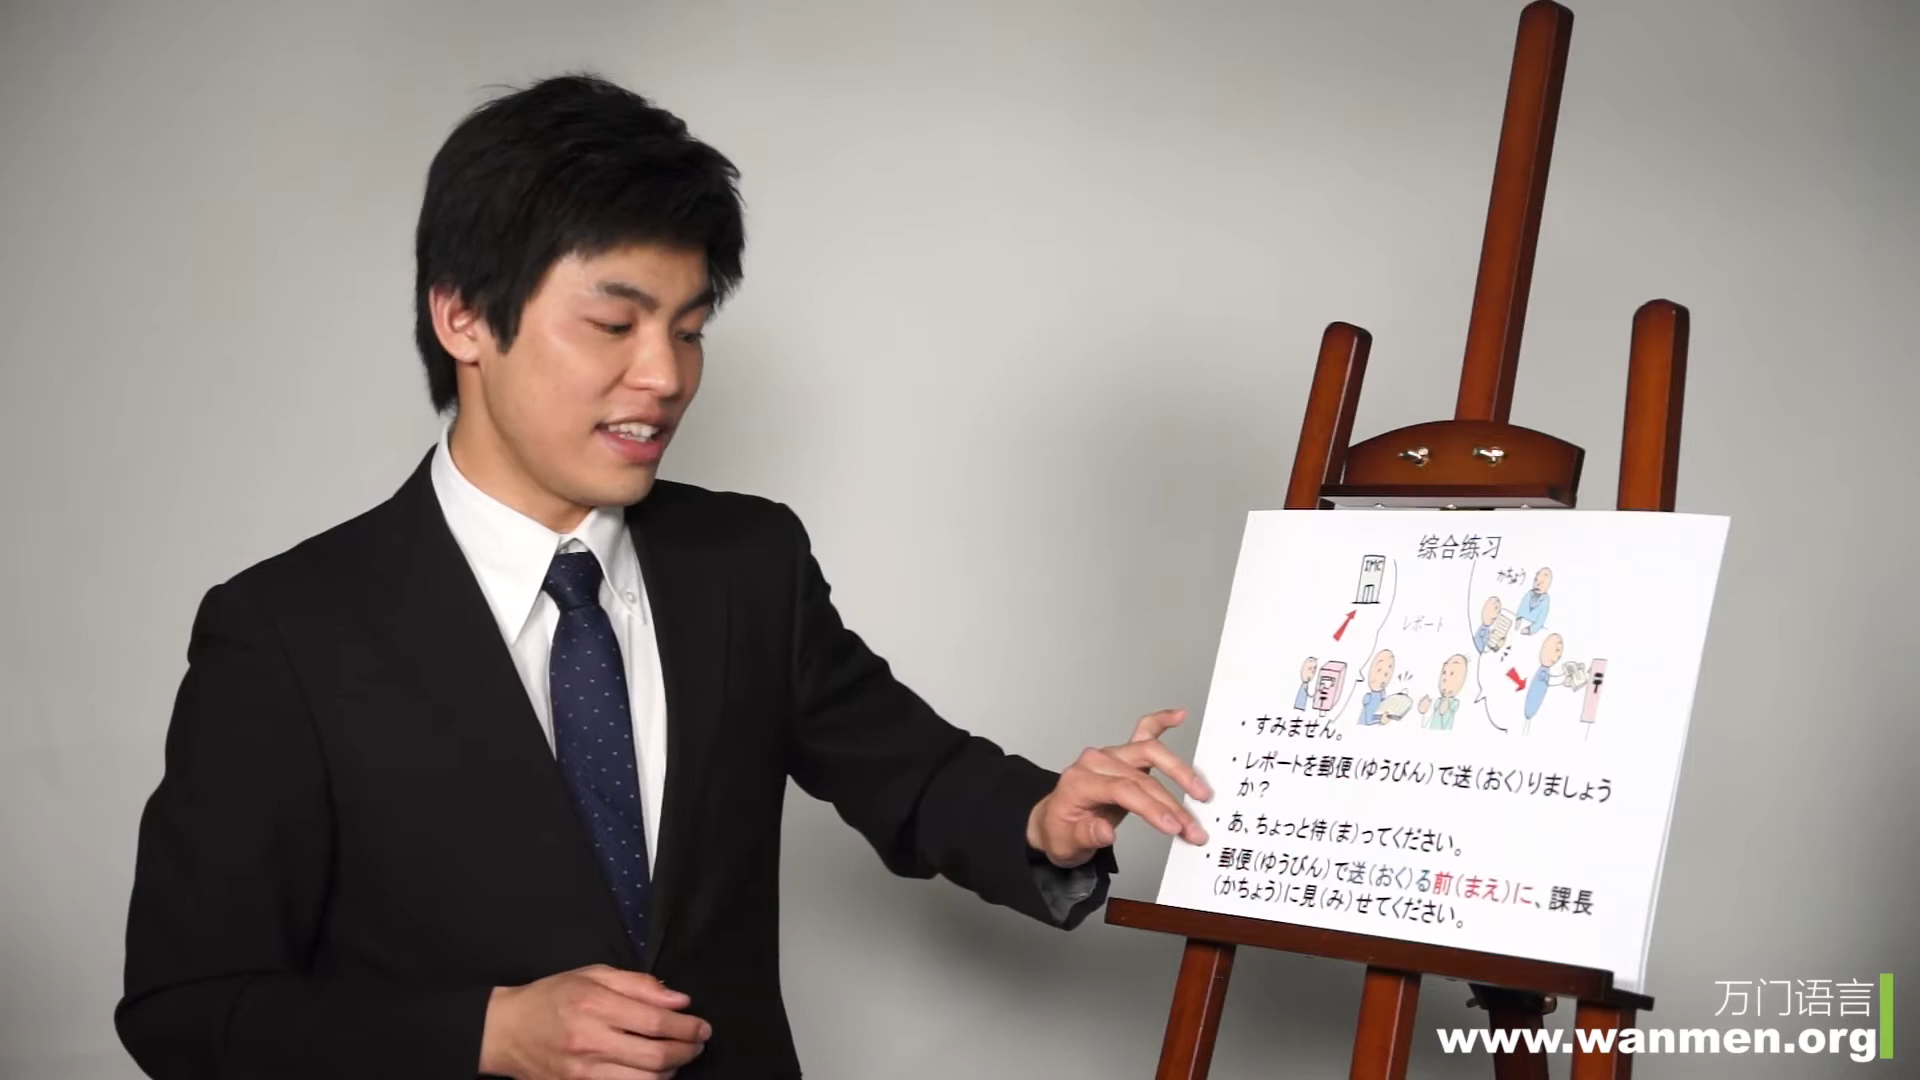 综合练习
IMC
かちょう
レポート
〒
・すみません。
・レポートを郵便(ゆうびん)で送(おく)りましょう
か?
・あ、ちょっと待(ま)ってください。
・郵便(ゆうびん)で送(おく)る前(まえ)に、課長
(かちょう)に見(み)せてください。
万门语言
www.wanmen.org